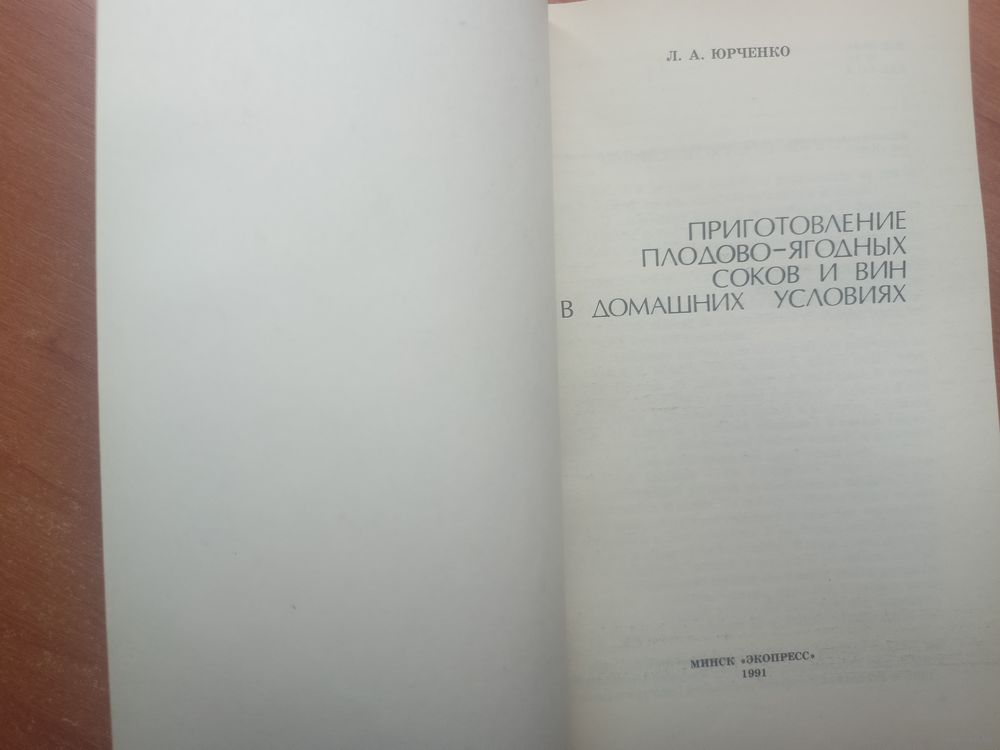 Л. А. ЮРЧЕНКО
ПРИГОТОВЛЕНИЕ
ПЛОДОВО-ЯГОДНЫХ
СОКОВ И ВИН
В ДОМАШНИХ УСЛОВИЯХ
МИНСК «ЭКОПРЕСС»
1991